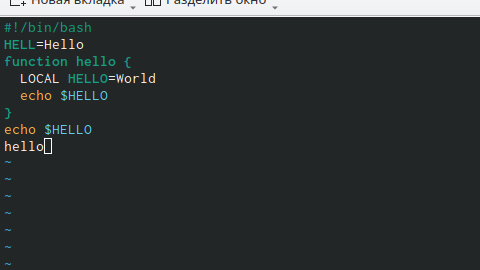 Новая вкладка Разделить окно
#!/bin/bash
HELL=Hello
function hello {
  LOCAL HELLO=World
  echo $HELLO
}
echo $HELLO
hello
~
~
~
~
~
~
~